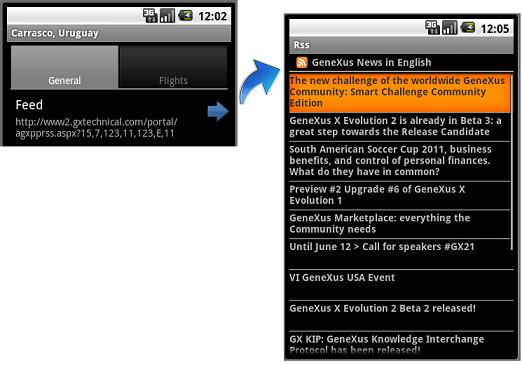 3G 12:02
Carrasco, Uruguay
General
Flights
Feed
http://www2.gxtechnical.com/portal/
agxpprss.aspx?15,7,123,11,123,E,11
3G 12:05
Rss
GeneXus News in English
The new challenge of the worldwide GeneXus
Community: Smart Challenge Community
Edition
GeneXus X Evolution 2 is already in Beta 3: a
great step towards the Release Candidate
South American Soccer Cup 2011, business
benefits, and control of personal finances.
What do they have in common?
Preview #2 Upgrade #6 of GeneXus X
Evolution 1
GeneXus Marketplace: everything the
Community needs
Until June 12 > Call for speakers #GX21
VI GeneXus USA Event
GeneXus X Evolution 2 Beta 2 released!
GX KIP: GeneXus Knowledge Interchange
Protocol has been released!